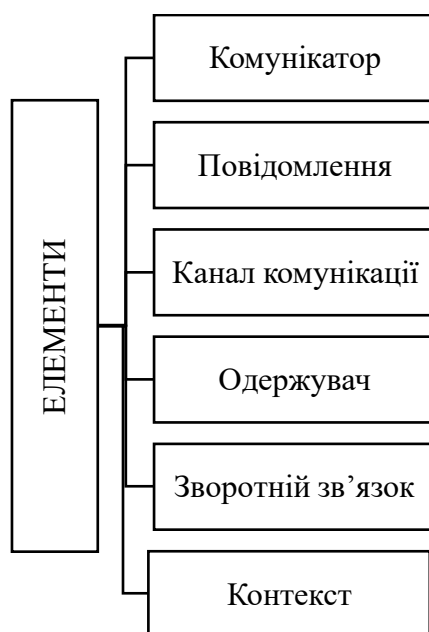 ЕЛЕМЕНТИ
Комунікатор
Повідомлення
Канал комунікації
Одержувач
Зворотній зв’язок
Контекст